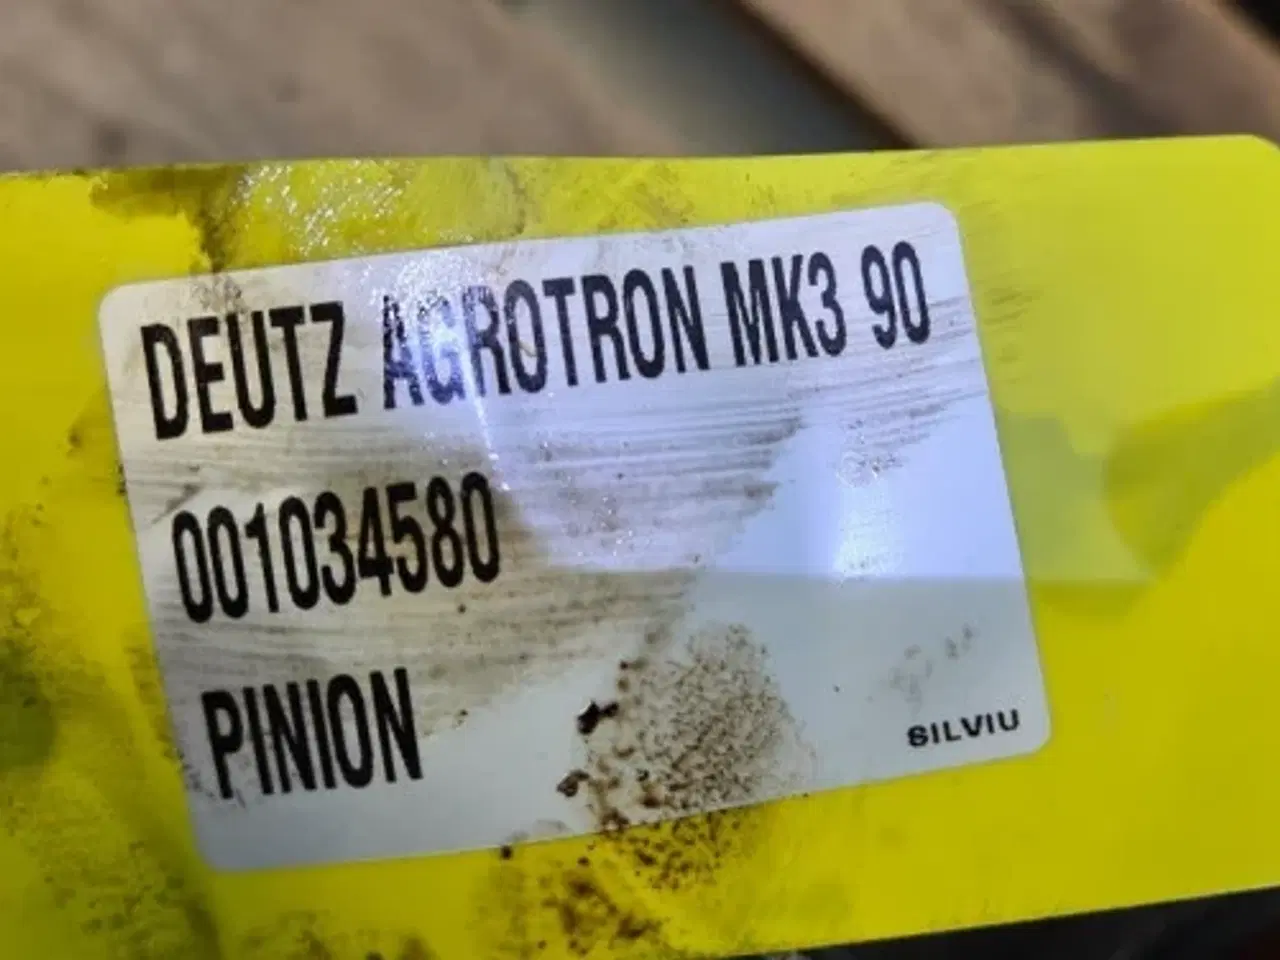 DEUTZ AGROTRON MK3 90
001034580
PINION
SILVIU